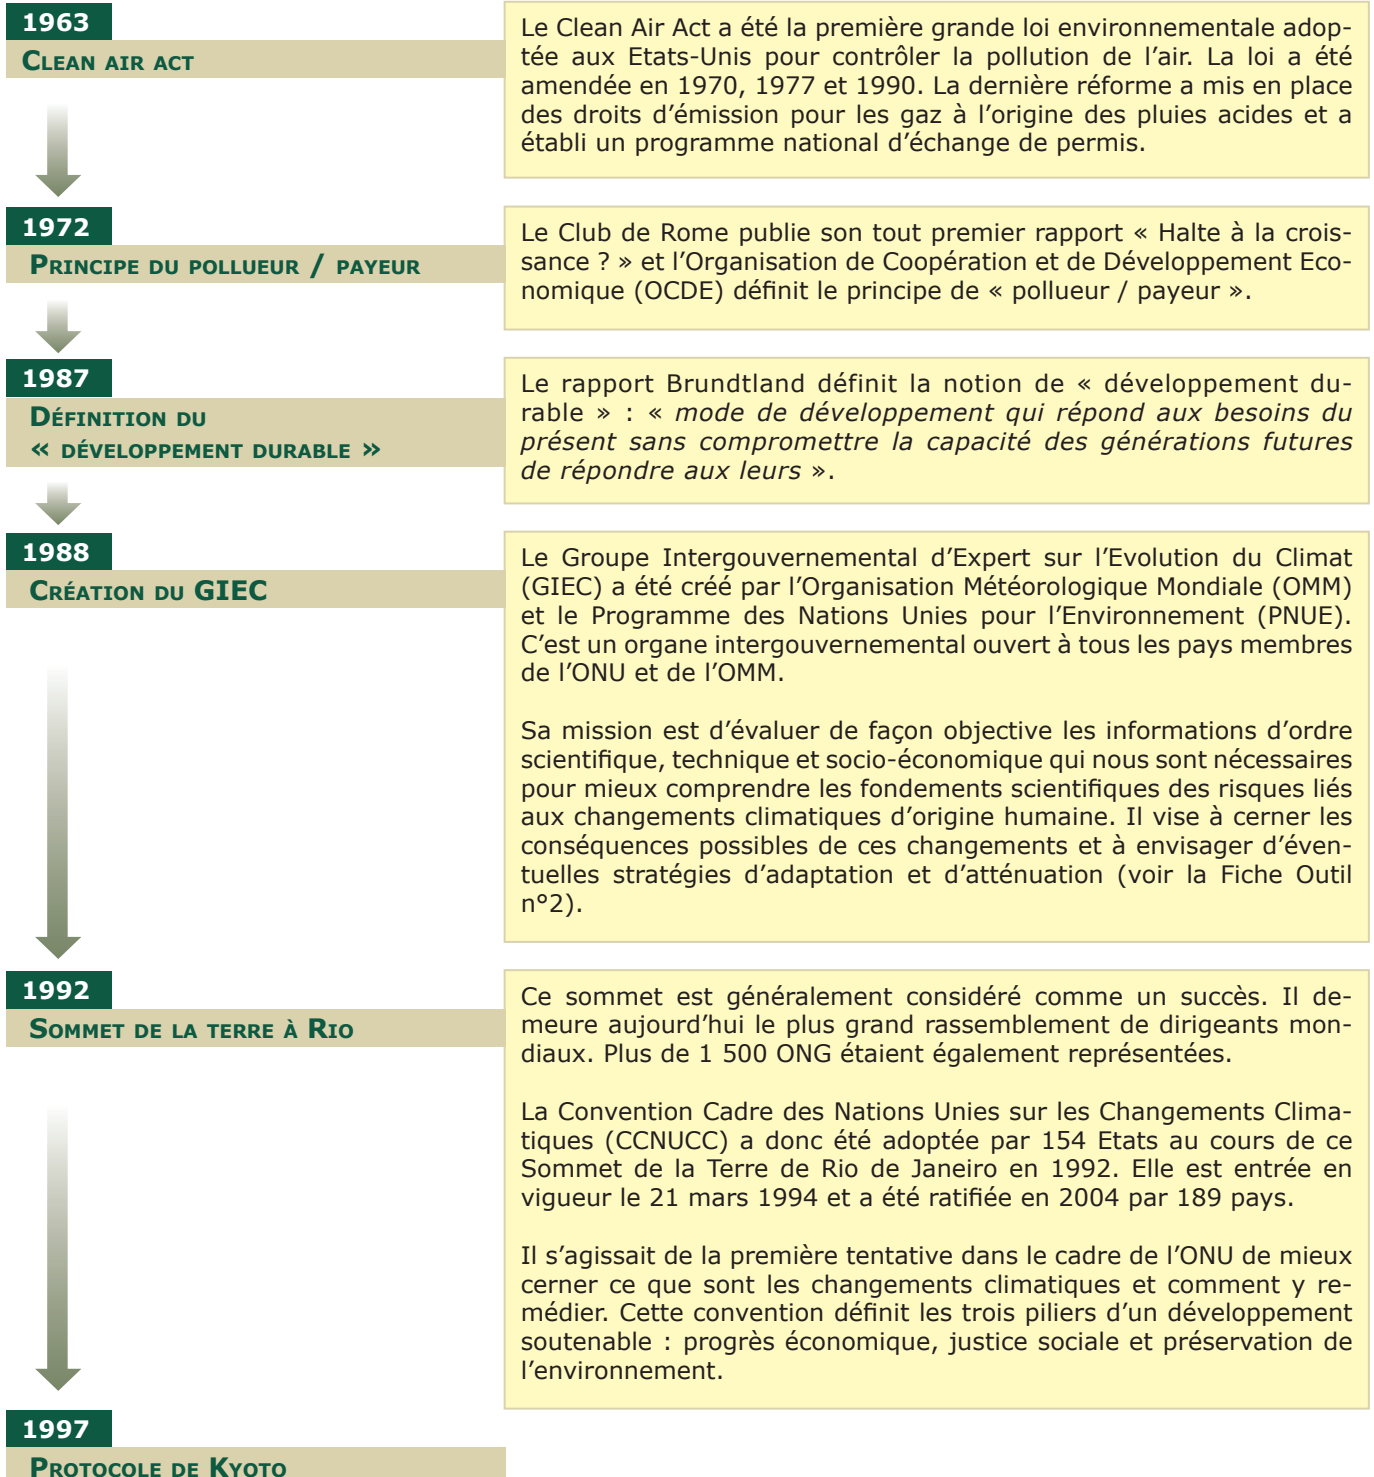 1963
Clean air act
Le Clean Air Act a été la première grande loi environnementale adop-
tée aux Etats-Unis pour contrôler la pollution de l’air. La loi a été
amendée en 1970, 1977 et 1990. La dernière réforme a mis en place
des droits d’émission pour les gaz à l’origine des pluies acides et a
établi un programme national d’échange de permis.
1972
Principe du pollueur / payeur
Le Club de Rome publie son tout premier rapport « Halte à la crois-
sance ? » et l’Organisation de Coopération et de Développement Eco-
nomique (OCDE) définit le principe de « pollueur / payeur ».
1987
Définition du
« développement durable »
Le rapport Brundtland définit la notion de « développement du-
rable » : « mode de développement qui répond aux besoins du
présent sans compromettre la capacité des générations futures
de répondre aux leurs ».
1988
Création du GIEC
Le Groupe Intergouvernemental d’Expert sur l’Evolution du Climat
(GIEC) a été créé par l’Organisation Météorologique Mondiale (OMM)
et le Programme des Nations Unies pour l’Environnement (PNUE).
C’est un organe intergouvernemental ouvert à tous les pays membres
de l’ONU et de l’OMM.
Sa mission est d’évaluer de façon objective les informations d’ordre
scientifique, technique et socio-économique qui nous sont nécessaires
pour mieux comprendre les fondements scientifiques des risques liés
aux changements climatiques d’origine humaine. Il vise à cerner les
conséquences possibles de ces changements et à envisager d’éven-
tuelles stratégies d’adaptation et d’atténuation (voir la Fiche Outil
n°2).
1992
Sommet de la terre à Rio
Ce sommet est généralement considéré comme un succès. Il de-
meure aujourd’hui le plus grand rassemblement de dirigeants mon-
diaux. Plus de 1 500 ONG étaient également représentées.
La Convention Cadre des Nations Unies sur les Changements Clima-
tiques (CCNUCC) a donc été adoptée par 154 Etats au cours de ce
Sommet de la Terre de Rio de Janeiro en 1992. Elle est entrée en
vigueur le 21 mars 1994 et a été ratifiée en 2004 par 189 pays.
Il s’agissait de la première tentative dans le cadre de l’ONU de mieux
cerner ce que sont les changements climatiques et comment y re-
médier. Cette convention définit les trois piliers d’un développement
soutenable : progrès économique, justice sociale et préservation de
l’environnement.
1997
Protocole de Kyoto